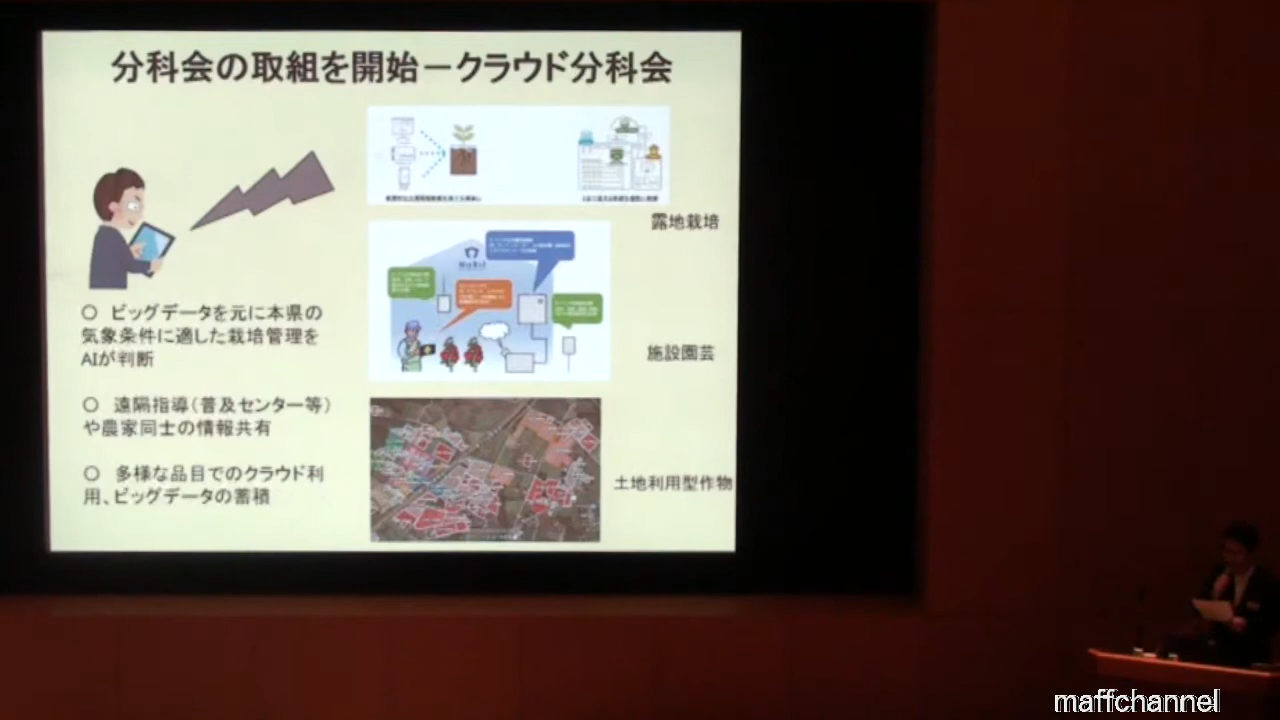 分科会の取組を開始－クラウド分科会
露地栽培
○ ビッグデータを元に本県の
気象条件に適した栽培管理を
AIが判断
施設園芸
○ 遠隔指導（普及センター等）
や農家同士の情報共有
○ 多様な品目でのクラウド利
用、ビッグデータの蓄積
土地利用型作物
maffchannel